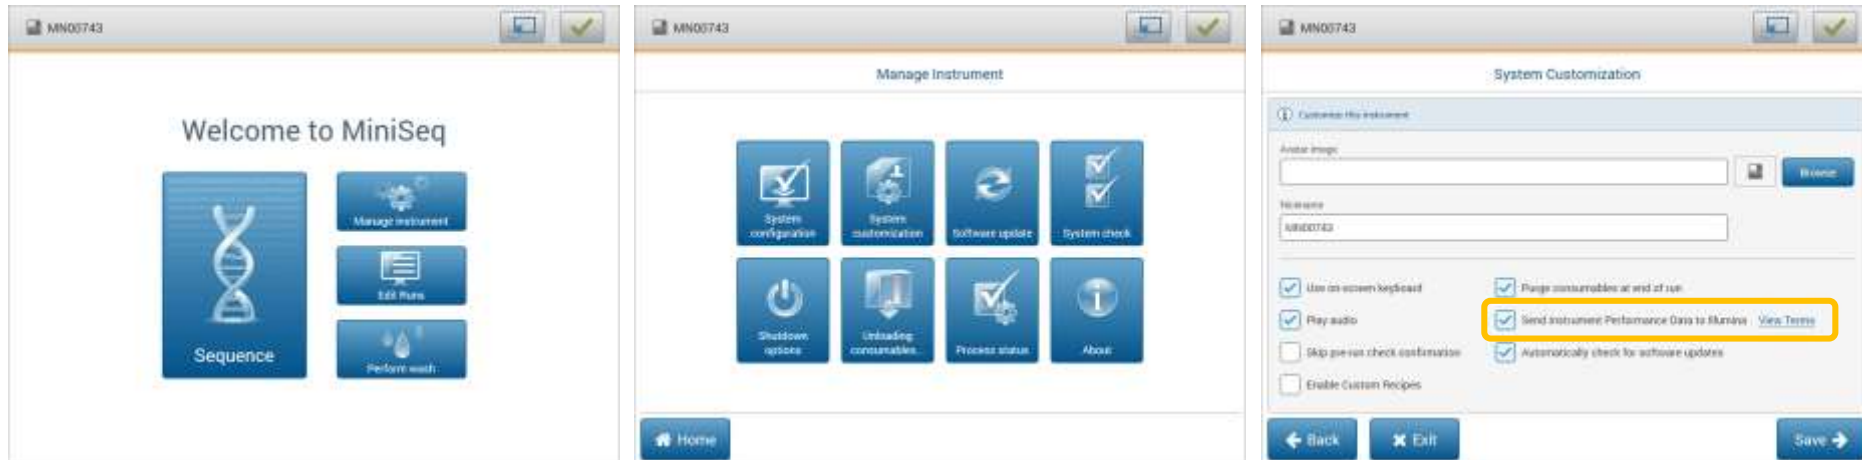 MN00743
Welcome to MiniSeq
Sequence
Manage instrument
Edit Runs
Perform wash
MN00743
Manage Instrument
System
configuration
System
customization
Software update
System check
Shutdown
options
Unloading
consumables...
Process status
About
Home
MN00743
System Customization
Customize this instrument
Avatar Image
Browse
Nickname
MN00743
Use on-screen keyboard
Purge consumables at end of run
Play audio
Send Instrument Performance Data to Illumina View Terms
Skip pre-run check confirmation
Automatically check for software updates
Enable Custom Recipes
Back
Exit
Save